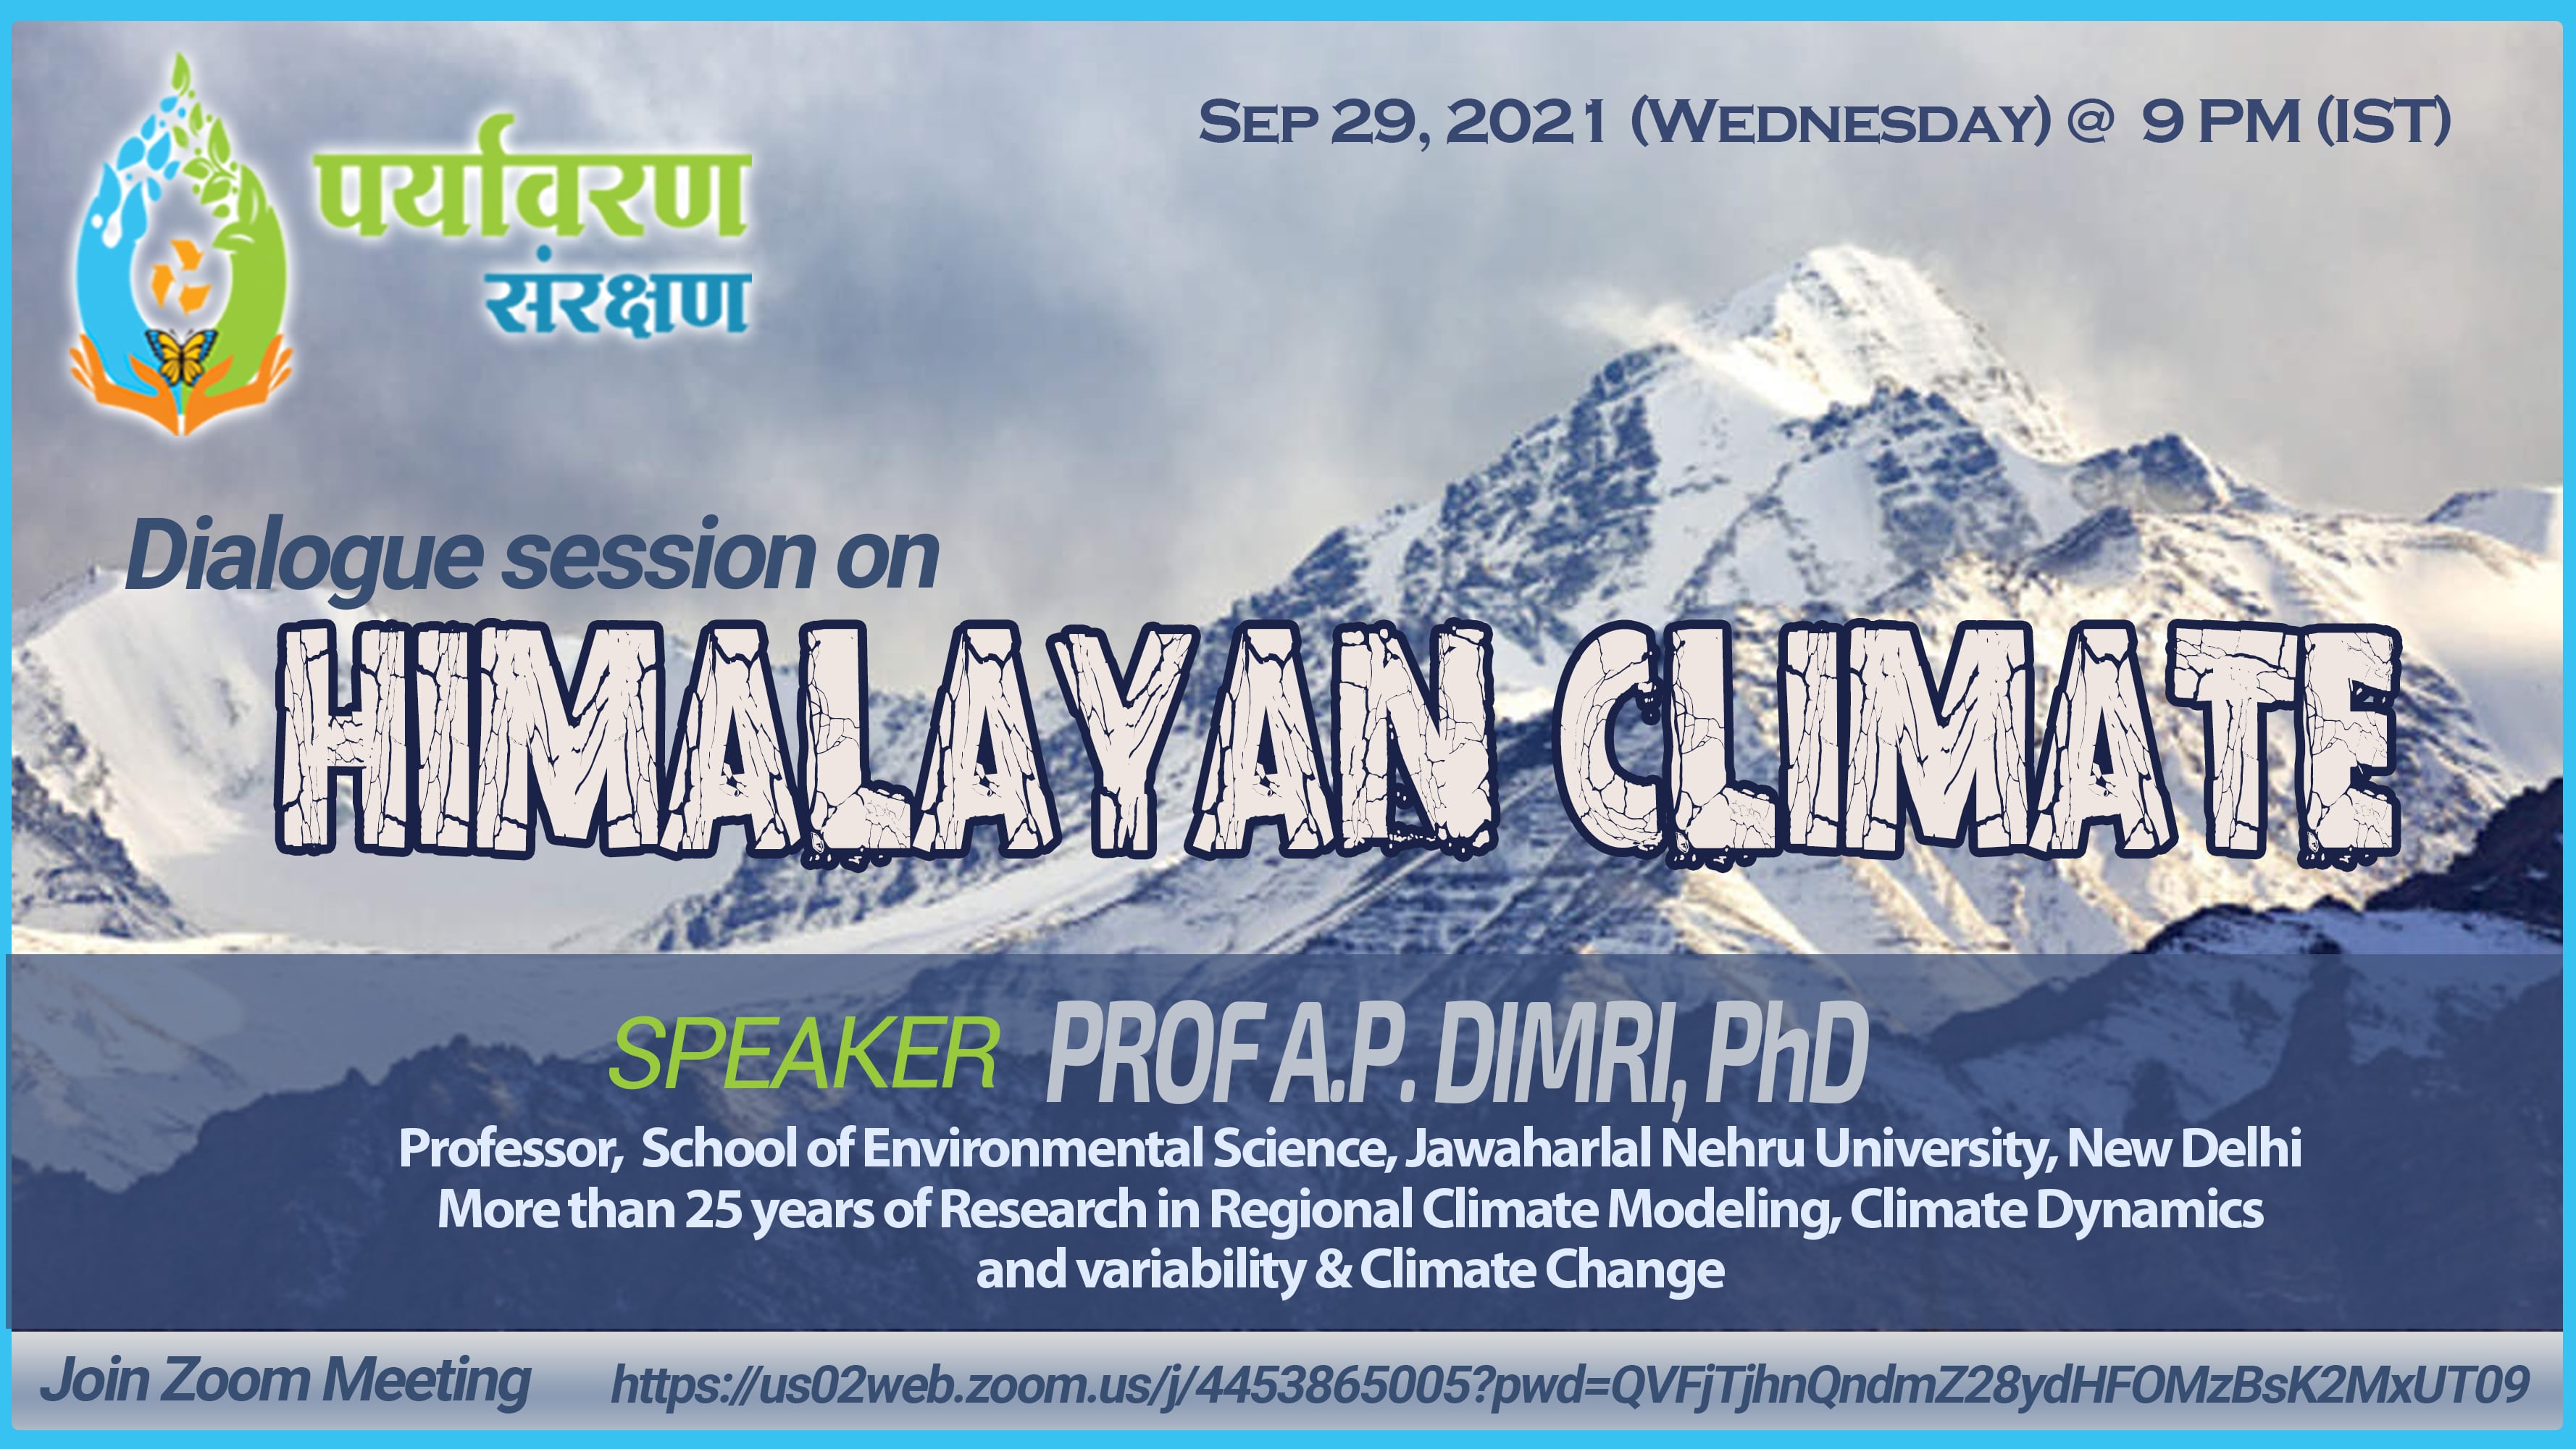 पर्यावरण
संरक्षण
Sep 29, 2021 (Wednesday) @ 9 PM (IST)
Dialogue session on
HIMALAYAN CLIMATE
SPEAKER PROF A.P. DIMRI, PhD
Professor, School of Environmental Science, Jawaharlal Nehru University, New Delhi
More than 25 years of Research in Regional Climate Modeling, Climate Dynamics
and variability & Climate Change
Join Zoom Meeting https://us02web.zoom.us/j/4453865005?pwd=QVFjTjhnQndmZ28ydHFOMzBsK2MxUT09